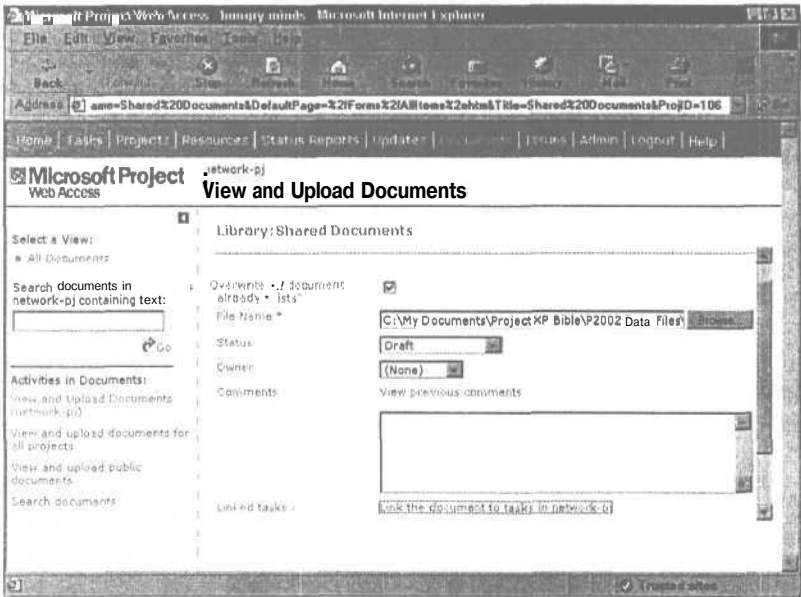 Microsoft Project Web Access hungry minds Microsoft Internet Explorer
File Edit View Favorites Tools Help
Back Stop Refresh Home Search Favorites History Mail Print
Address ame=Shared%20Documents&DefaultPage=%2fForms%2fAllItems%2ehtm&Title=Shared%20Documents&ProjID=106
Home | Tasks | Projects | Resources | Status Reports | Updates | Documents | Issues | Admin | Logout | Help |
Microsoft Project
Web Access
network-pj
View and Upload Documents
Select a View:
All Documents
Search documents in
network-pj containing text:
Go
Activities in Documents:
View and Upload Documents
(network-pj)
View and upload documents for
all projects
View and upload public
documents
Search documents
Library: Shared Documents
Overwrite document
already
File Name *
C:\My Documents\Project XP Bible\P2002 Data Files\ Browse...
Status
Draft
Owner
(None)
Comments
View previous comments
Linked tasks :
Link the document to tasks in network-pj
Trusted sites